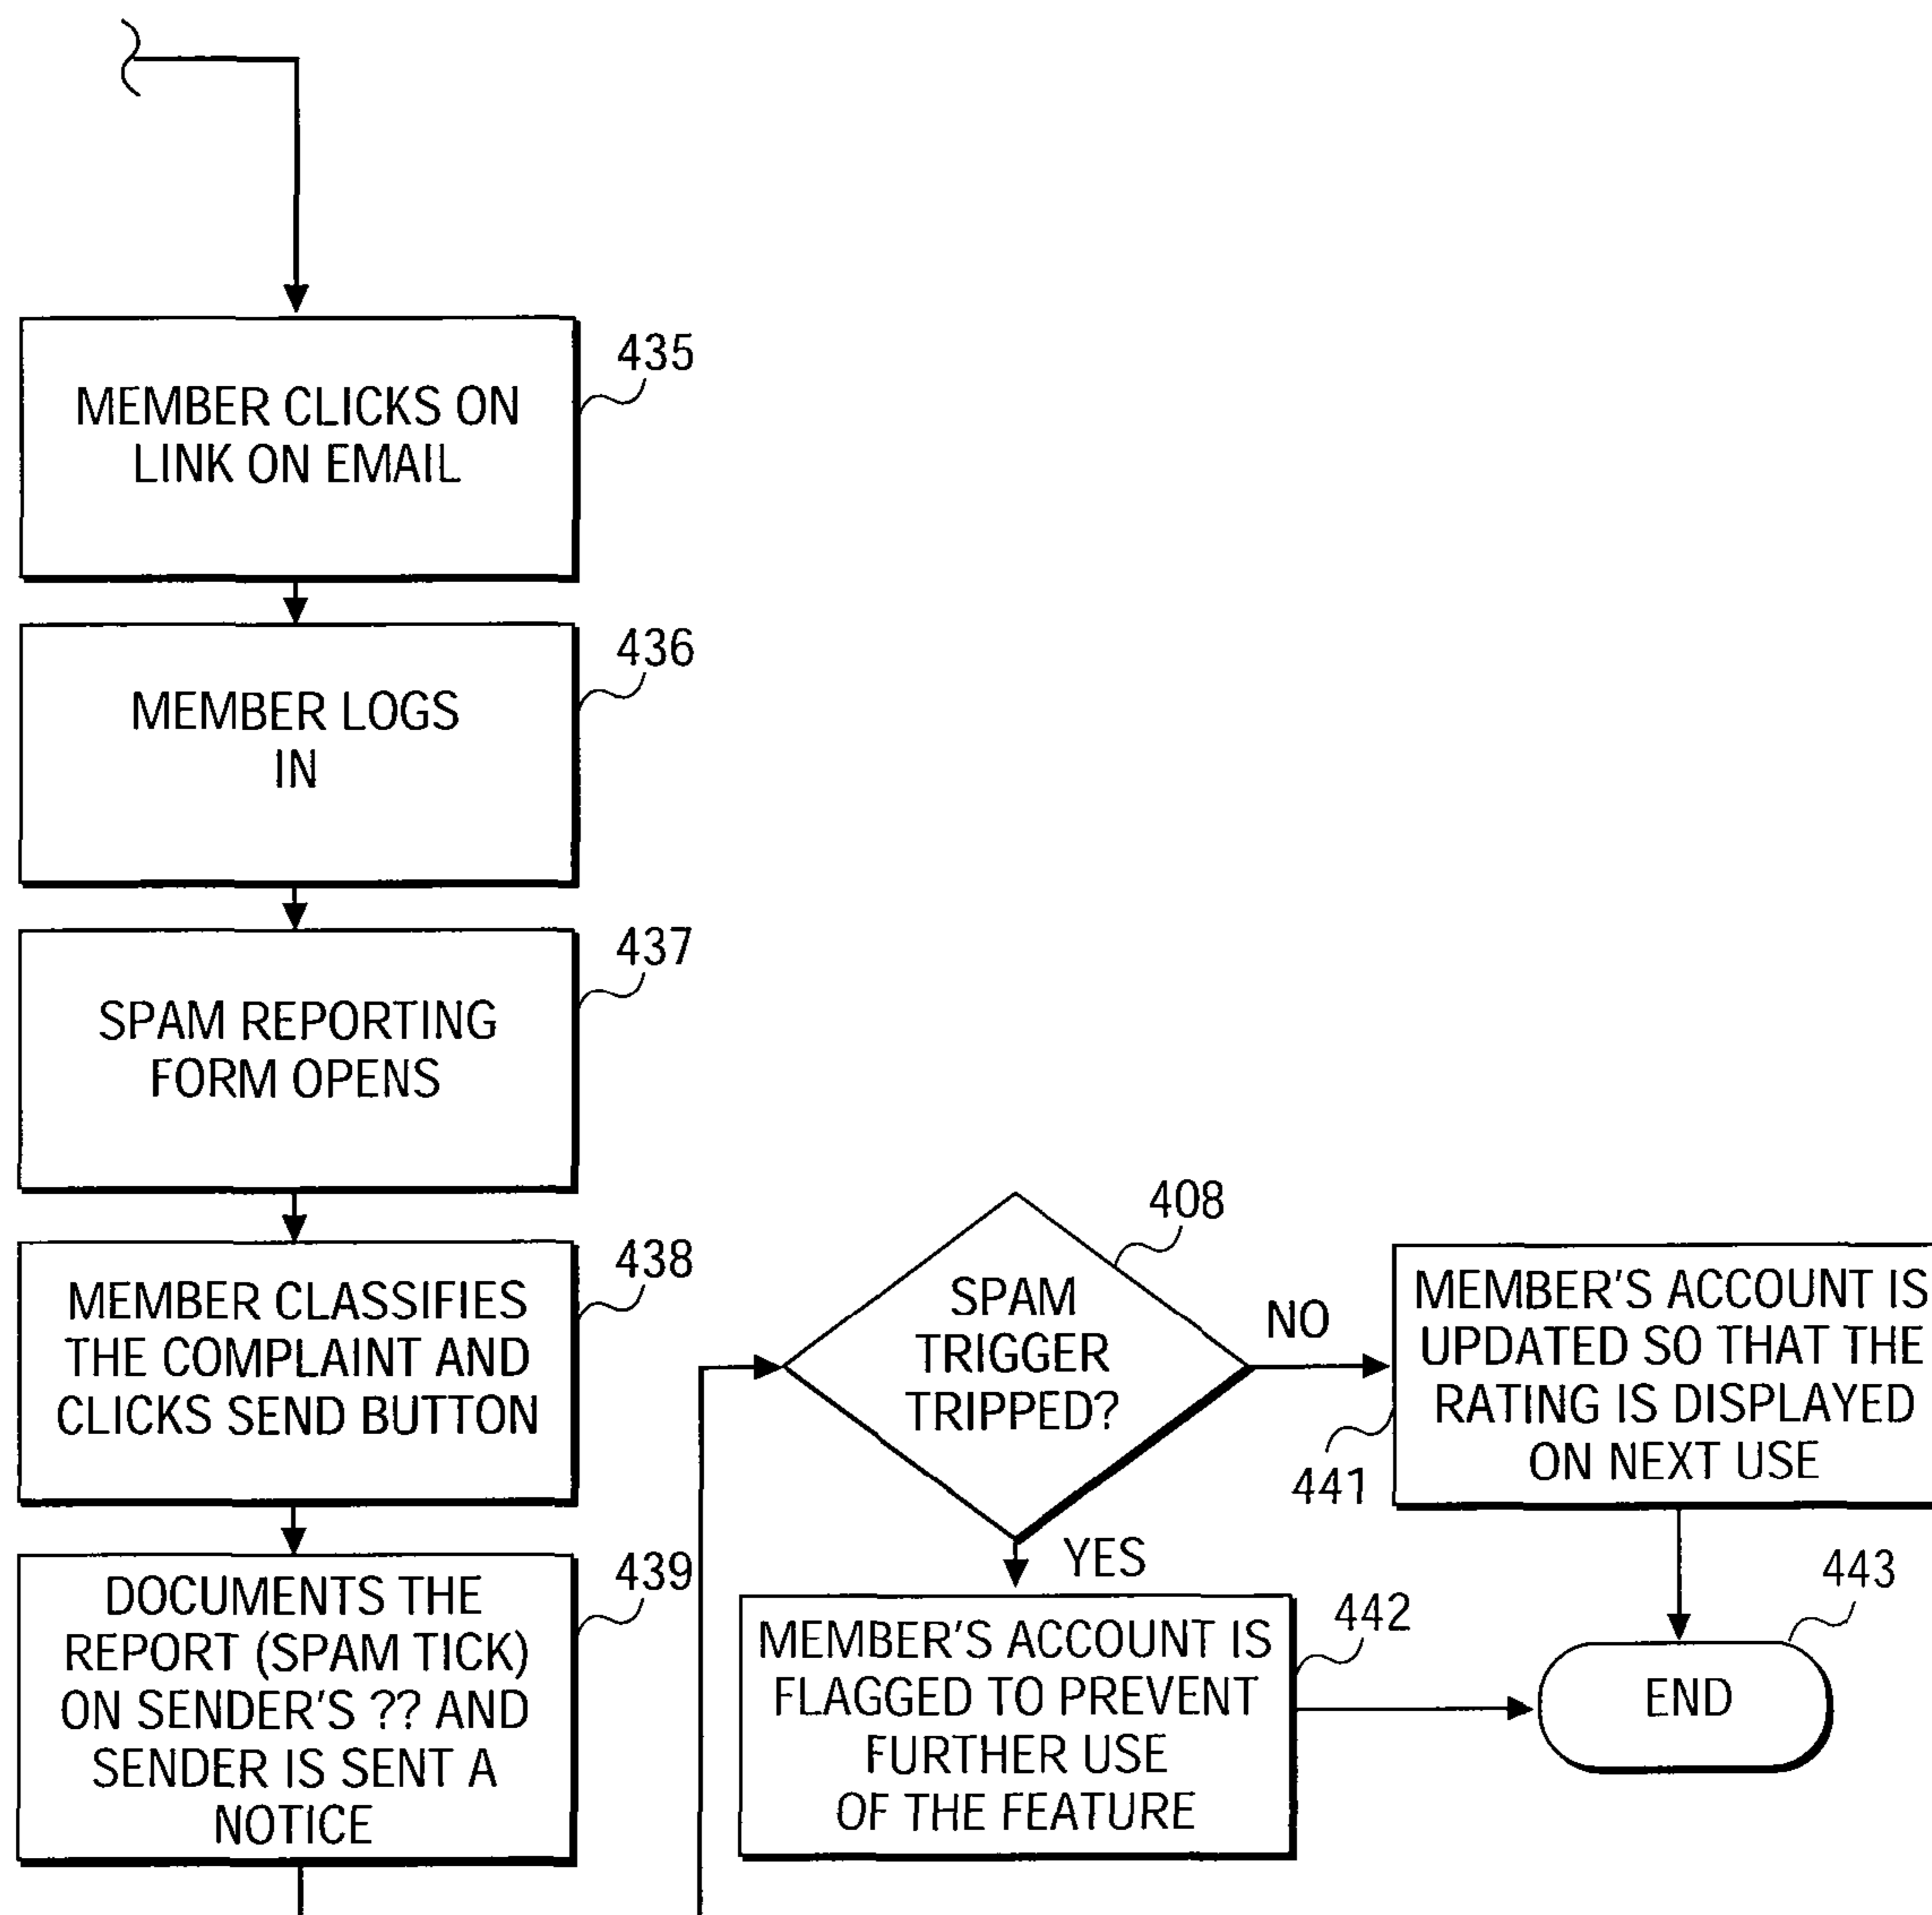 435
MEMBER CLICKS ON
LINK ON EMAIL
436
MEMBER LOGS
IN
437
SPAM REPORTING
FORM OPENS
438
MEMBER CLASSIFIES
THE COMPLAINT AND
CLICKS SEND BUTTON
439
DOCUMENTS THE
REPORT (SPAM TICK)
ON SENDER'S ?? AND
SENDER IS SENT A
NOTICE
408
SPAM
TRIGGER
TRIPPED?
NO
YES
441
MEMBER'S ACCOUNT IS
UPDATED SO THAT THE
RATING IS DISPLAYED
ON NEXT USE
442
MEMBER'S ACCOUNT IS
FLAGGED TO PREVENT
FURTHER USE
OF THE FEATURE
443
END